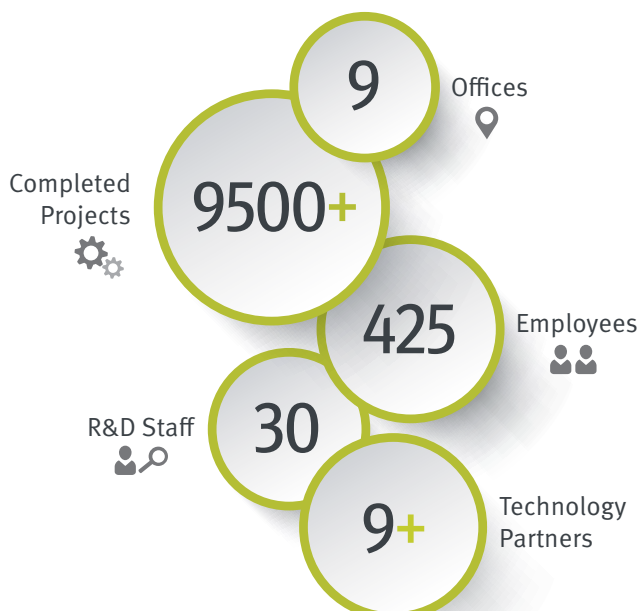 9
Offices
Completed
Projects
9500+
425
Employees
R&D Staff
30
9+
Technology
Partners